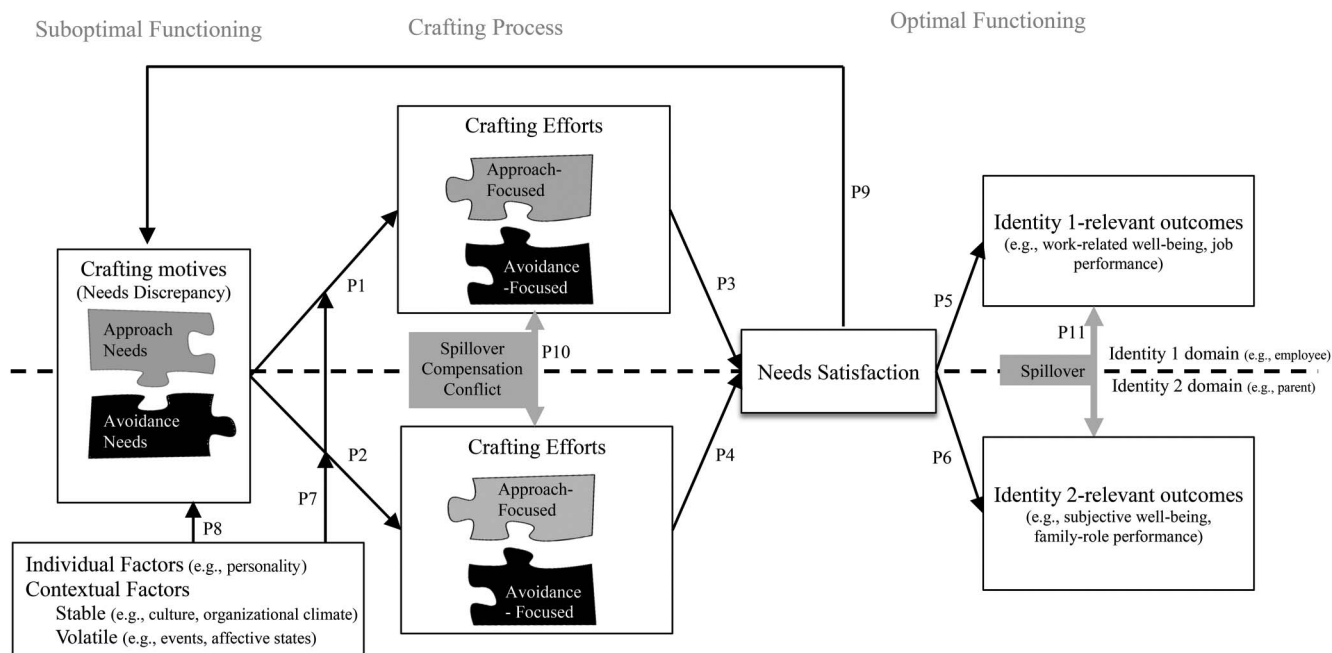 Suboptimal Functioning
Crafting Process
Optimal Functioning
Crafting motives
(Needs Discrepancy)
Approach
Needs
Avoidance
Needs
P8
Individual Factors (e.g., personality)
Contextual Factors
Stable (e.g., culture, organizational climate)
Volatile (e.g., events, affective states)
P1
P2
P7
Crafting Efforts
Approach-
Focused
Avoidance
-Focused
Spillover
Compensation
Conflict
P10
Crafting Efforts
Approach-
Focused
Avoidance
- Focused
P3
P4
P9
Needs Satisfaction
P5
P6
Identity 1-relevant outcomes
(e.g., work-related well-being, job
performance)
P11
Spillover
Identity 1 domain (e.g., employee)
Identity 2 domain (e.g., parent)
Identity 2-relevant outcomes
(e.g., subjective well-being,
family-role performance)